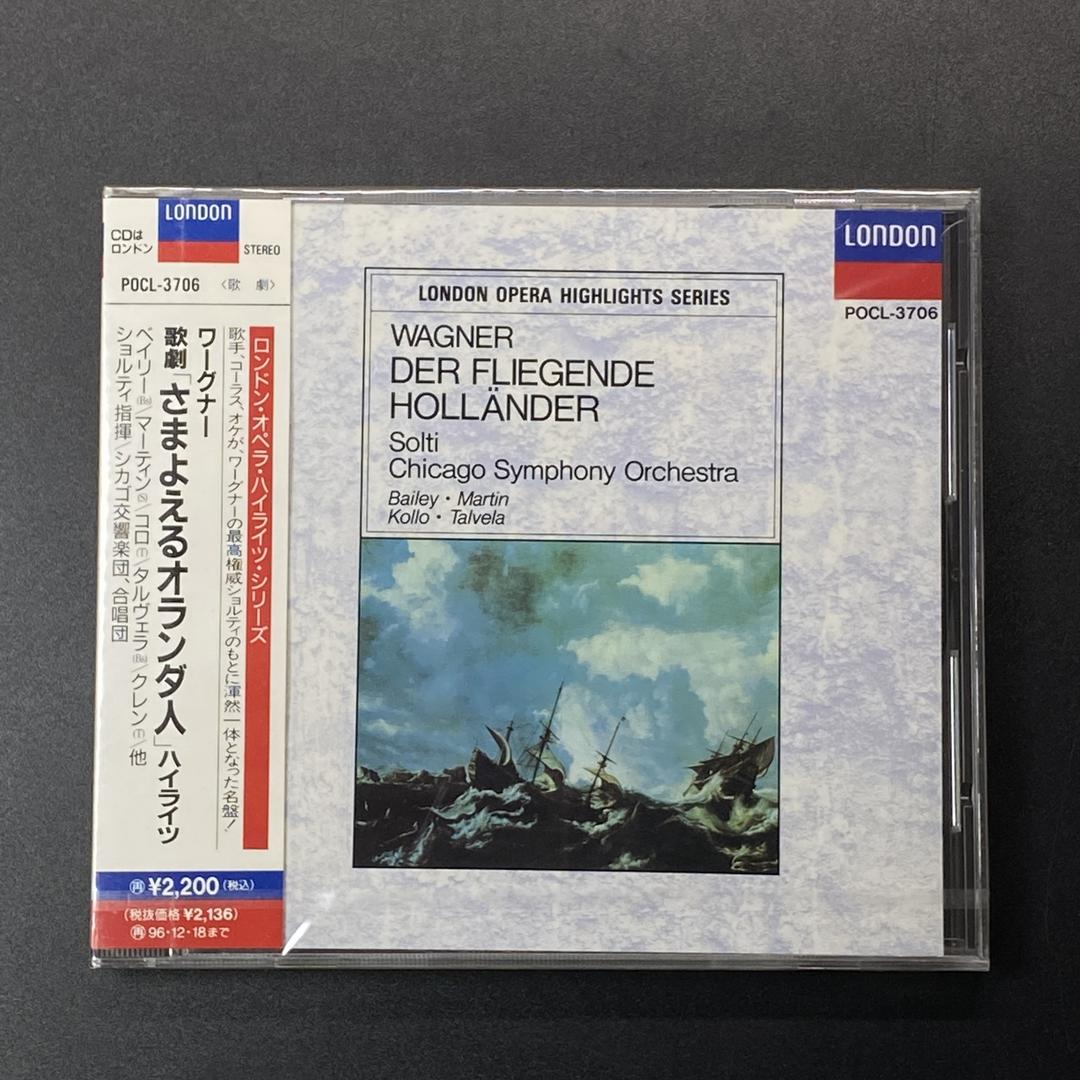 LONDON
CDは
ロンドン
STEREO
POCL-3706 〈歌 劇〉
ロンドン・オペラ・ハイライツ・シリーズ
歌手、コーラス、オケが、ワーグナーの最高権威ショルティのもとに渾然一体となった名盤!
ワーグナー
歌劇「さまよえるオランダ人」ハイライツ
ベイリー(Bs)/マーティン(S)/コロ(T)/タルヴェラ(Bs)/クレン(T)/他
ショルティ指揮/シカゴ交響楽団、合唱団
再 ¥2,200(税込)
(税抜価格 ¥2,136)
再 96・12・18まで
LONDON
POCL-3706
LONDON OPERA HIGHLIGHTS SERIES
WAGNER
DER FLIEGENDE
HOLLÄNDER
Solti
Chicago Symphony Orchestra
Bailey・Martin
Kollo・Talvela